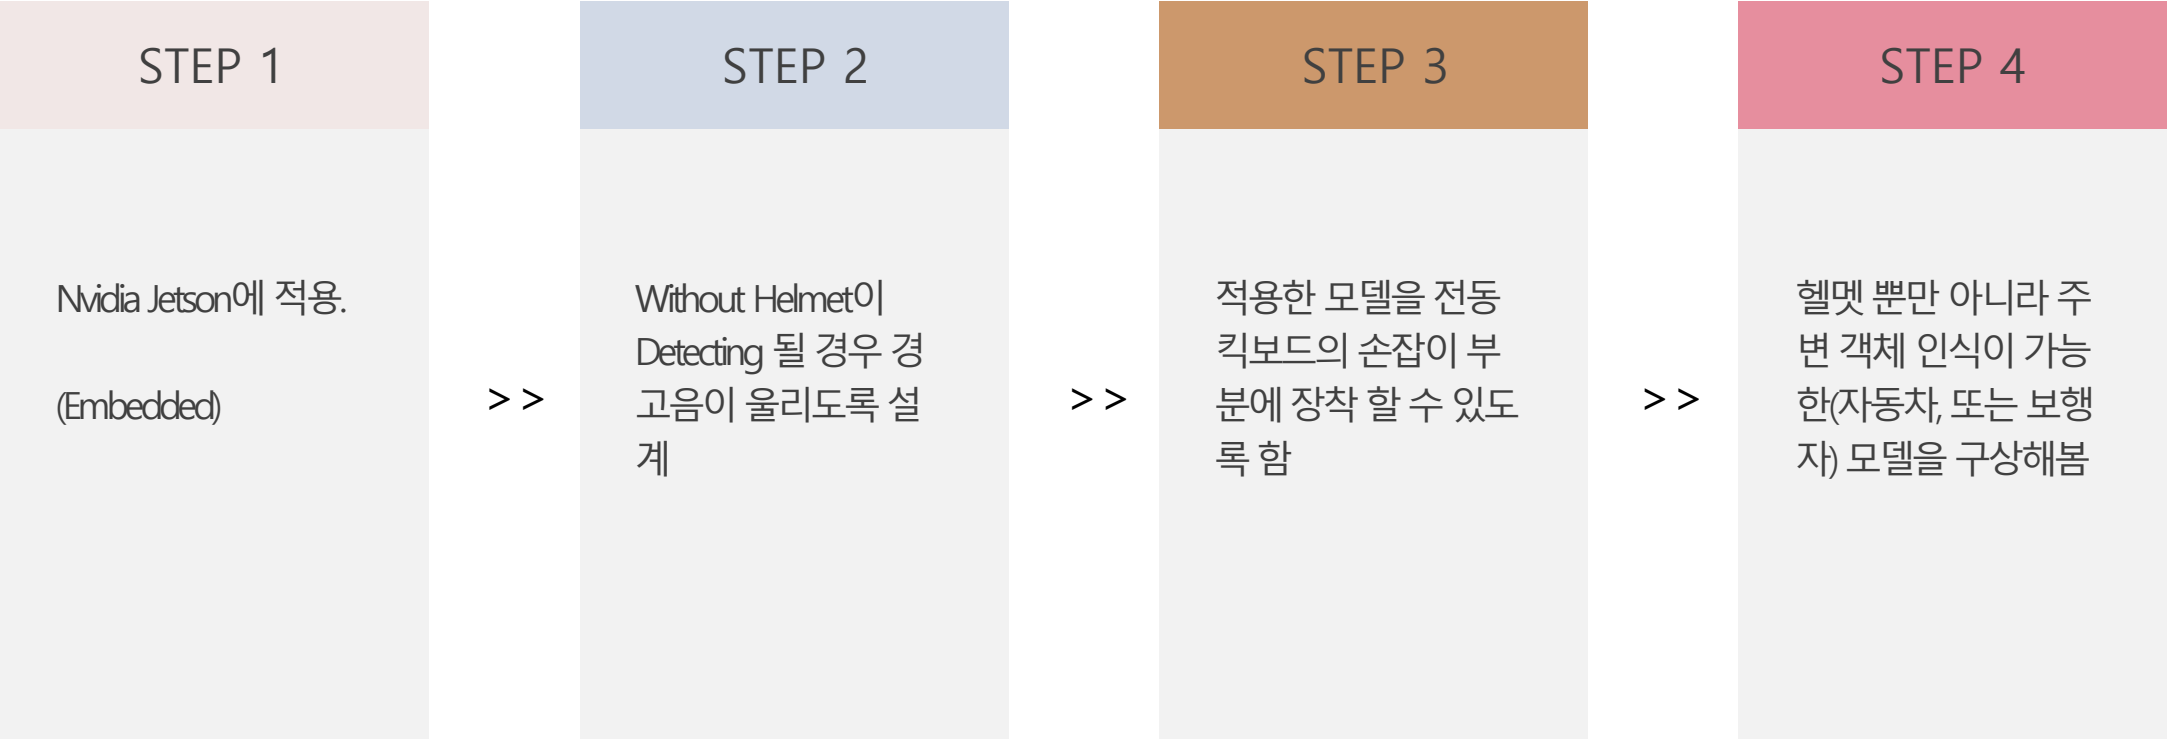 STEP 1
Nvidia Jetson에 적용.
(Embedded)
>>
STEP 2
Without Helmet이
Detecting 될 경우 경
고음이 울리도록 설
계
>>
STEP 3
적용한 모델을 전동
킥보드의 손잡이 부
분에 장착 할 수 있도
록 함
>>
STEP 4
헬멧 뿐만 아니라 주
변 객체 인식이 가능
한(자동차, 또는 보행
자) 모델을 구상해봄